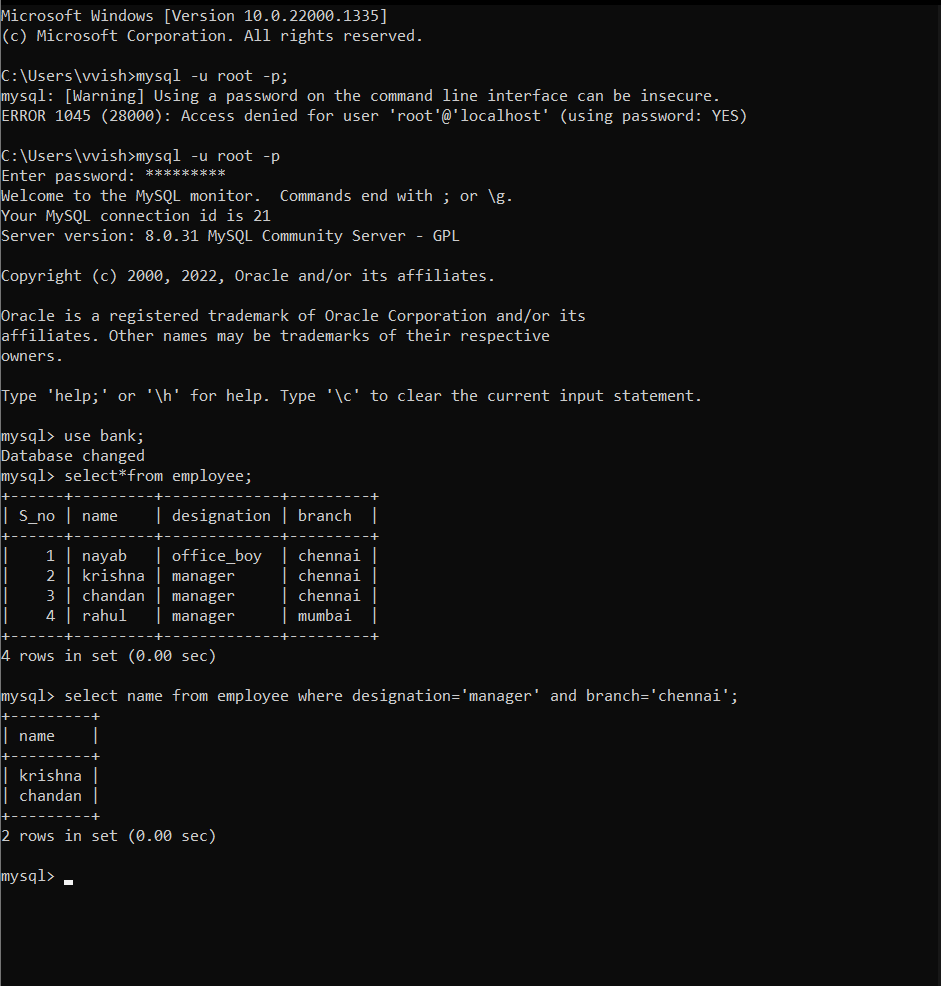 Microsoft Windows [Version 10.0.22000.1335]
(c) Microsoft Corporation. All rights reserved.
C:\Users\vvish>mysql -u root -p;
mysql: [Warning] Using a password on the command line interface can be insecure.
ERROR 1045 (28000): Access denied for user 'root'@'localhost' (using password: YES)
C:\Users\vvish>mysql -u root -p
Enter password: *********
Welcome to the MySQL monitor.  Commands end with ; or \g.
Your MySQL connection id is 21
Server version: 8.0.31 MySQL Community Server - GPL
Copyright (c) 2000, 2022, Oracle and/or its affiliates.
Oracle is a registered trademark of Oracle Corporation and/or its
affiliates. Other names may be trademarks of their respective
owners.
Type 'help;' or '\h' for help. Type '\c' to clear the current input statement.
mysql> use bank;
Database changed
mysql> select*from employee;
+------+---------+-------------+---------+
| S_no | name    | designation | branch  |
+------+---------+-------------+---------+
|    1 | nayab   | office_boy  | chennai |
|    2 | krishna | manager     | chennai |
|    3 | chandan | manager     | chennai |
|    4 | rahul   | manager     | mumbai  |
+------+---------+-------------+---------+
4 rows in set (0.00 sec)
mysql> select name from employee where designation='manager' and branch='chennai';
+---------+
| name    |
+---------+
| krishna |
| chandan |
+---------+
2 rows in set (0.00 sec)
mysql>